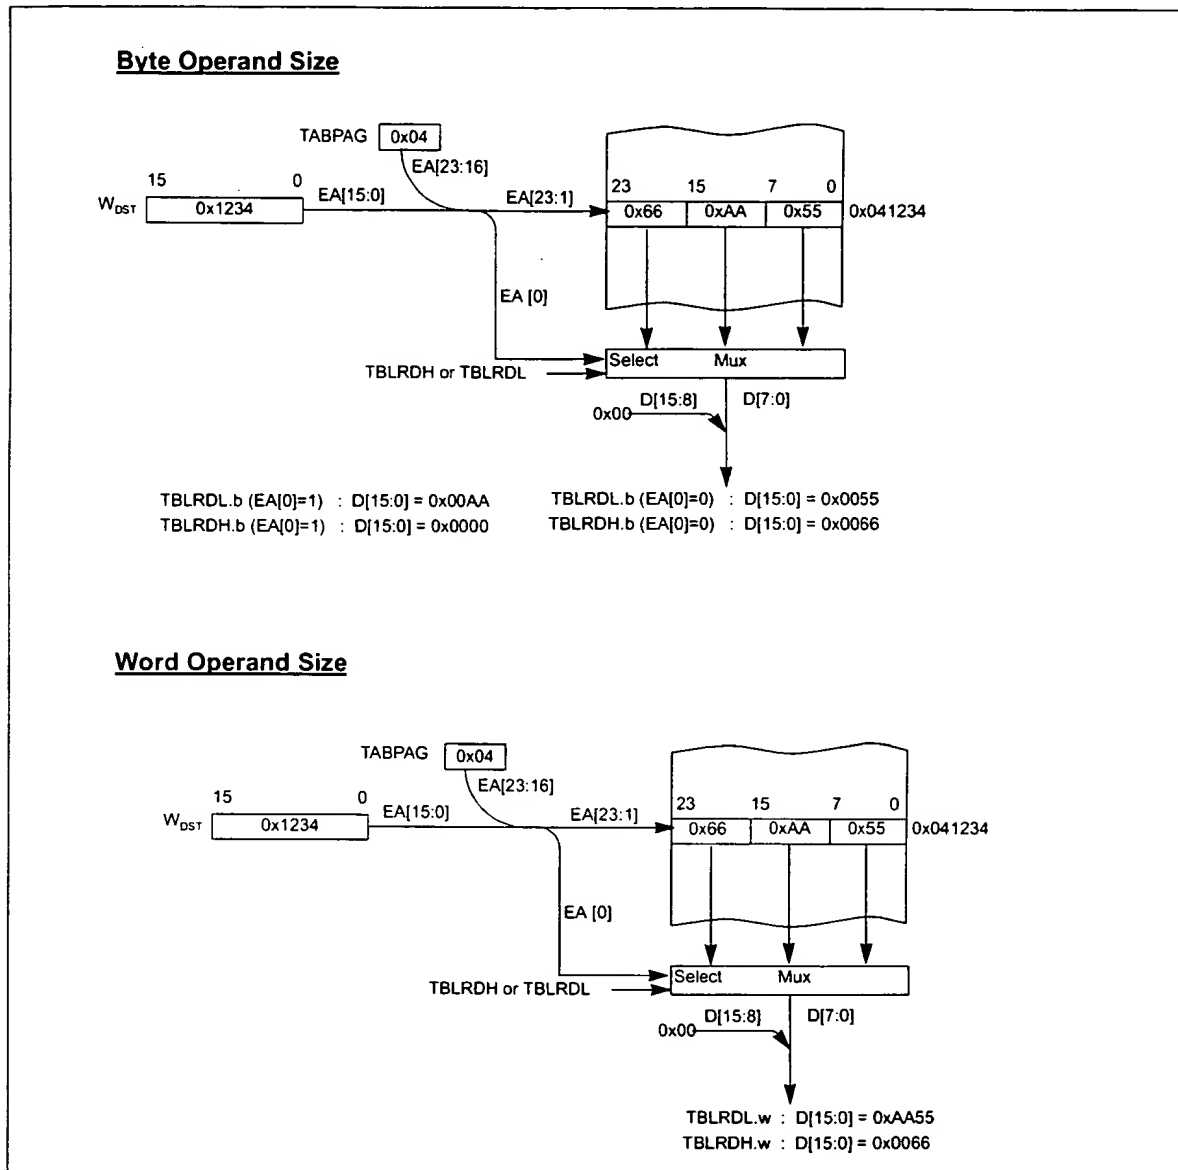 Byte Operand Size
TABPAG 0x04
EA[23:16]
15 0 EA[15:0] EA[23:1] 23 15 7 0
WDST 0x1234 0x66 0xAA 0x55 0x041234
EA [0]
Select Mux
TBLRDH or TBLRDL
D[15:8] D[7:0]
0x00
TBLRDL.b (EA[0]=1) : D[15:0] = 0x00AA TBLRDL.b (EA[0]=0) : D[15:0] = 0x0055
TBLRDH.b (EA[0]=1) : D[15:0] = 0x0000 TBLRDH.b (EA[0]=0) : D[15:0] = 0x0066
Word Operand Size
TABPAG 0x04
EA[23:16]
15 0 EA[15:0] EA[23:1] 23 15 7 0
WDST 0x1234 0x66 0xAA 0x55 0x041234
EA [0]
Select Mux
TBLRDH or TBLRDL
D[15:8] D[7:0]
0x00
TBLRDL.w : D[15:0] = 0xAA55
TBLRDH.w : D[15:0] = 0x0066